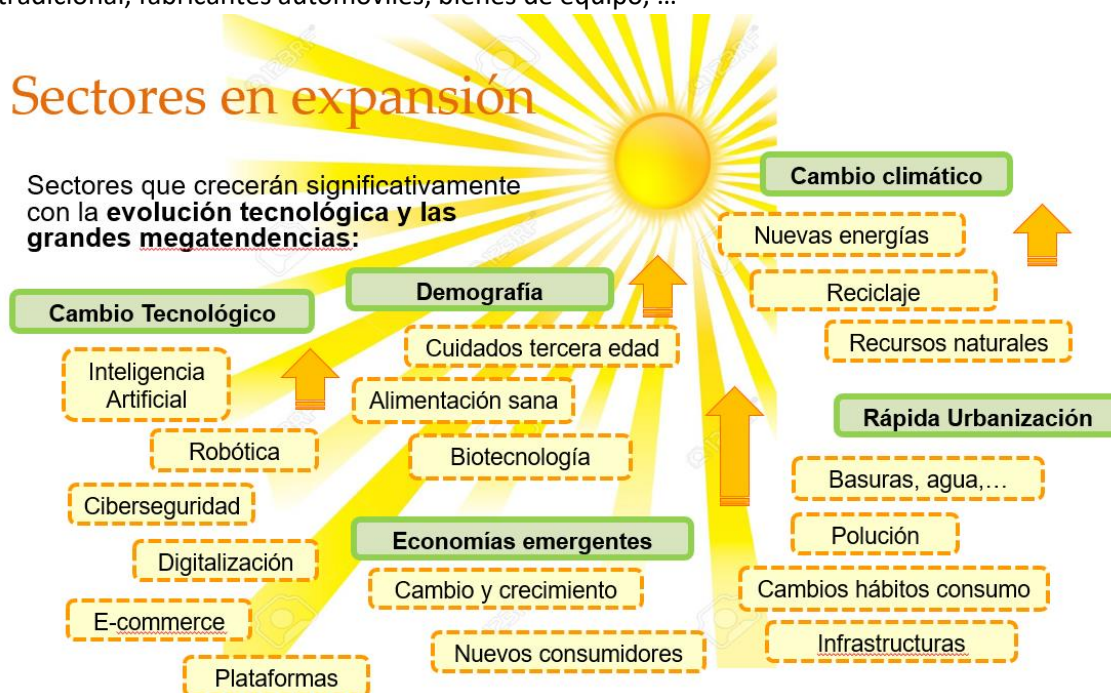 tradicional, fabricantes automóviles, bienes de equipo, ...
Sectores en expansión
Sectores que crecerán significativamente
con la evolución tecnológica y las
grandes megatendencias:
Cambio Tecnológico
Inteligencia
Artificial
Robótica
Ciberseguridad
Digitalización
E-commerce
Plataformas
Demografía
Cuidados tercera edad
Alimentación sana
Biotecnología
Economías emergentes
Cambio y crecimiento
Nuevos consumidores
Cambio climático
Nuevas energías
Reciclaje
Recursos naturales
Rápida Urbanización
Basuras, agua,...
Polución
Cambios hábitos consumo
Infrastructuras